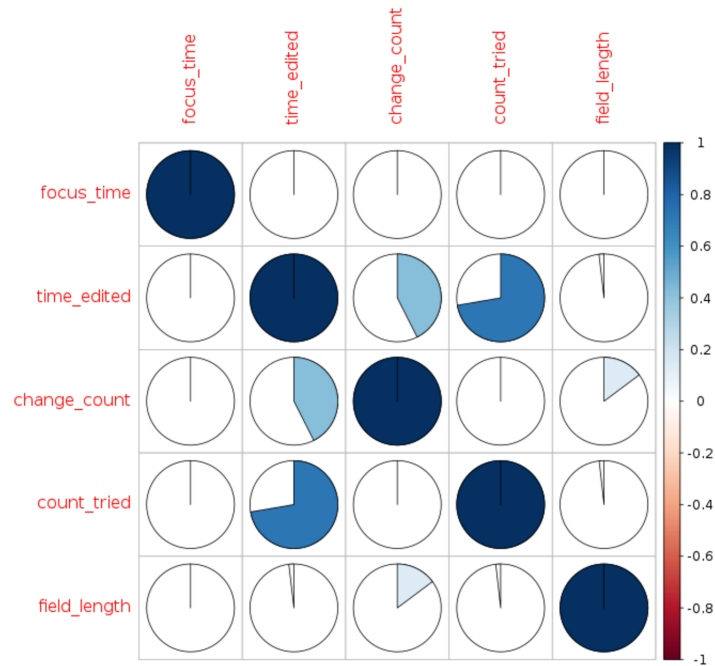 focus_time
time_edited
change_count
count_tried
field_length
focus_time
time_edited
change_count
count_tried
field_length
1
0.8
0.6
0.4
0.2
0
-0.2
-0.4
-0.6
-0.8
-1